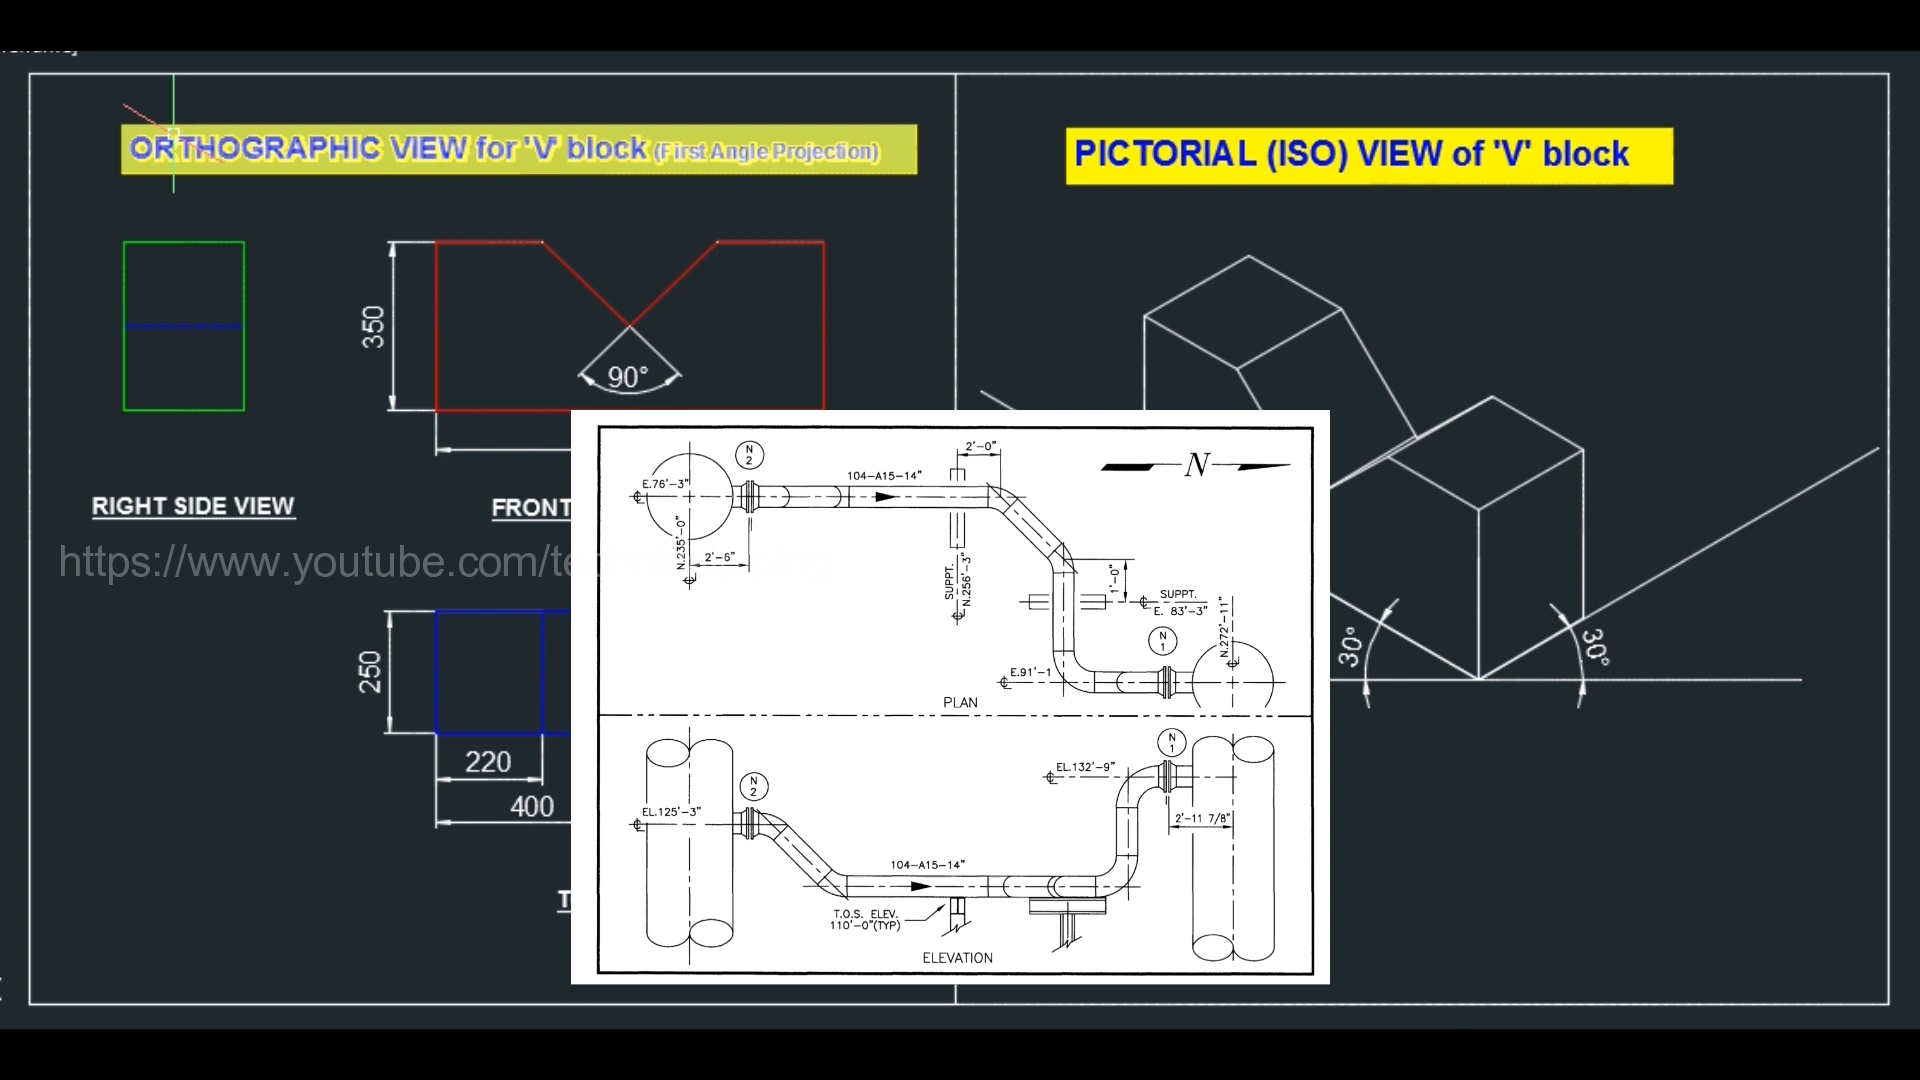 ORTHOGRAPHIC VIEW for 'V' block (First Angle Projection)
PICTORIAL (ISO) VIEW of 'V' block
350
90°
RIGHT SIDE VIEW
FRONT
https://www.youtube.com/te
250
220
400
30°
30°
N
2
2'-0"
104-A15-14"
N
E.76'-3"
N.235'-0"
2'-6"
SUPPT.
N.256'-3"
1'-0"
SUPPT.
E. 83'-3"
N.272'-11"
N
1
E.91'-1
PLAN
N
1
EL.132'-9"
N
2
EL.125'-3"
2'-11 7/8"
104-A15-14"
T.O.S. ELEV.
110'-0"(TYP)
ELEVATION